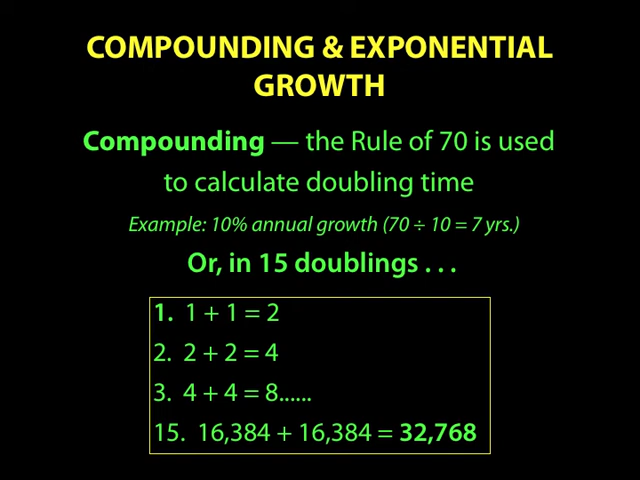 COMPOUNDING & EXPONENTIAL
GROWTH
Compounding — the Rule of 70 is used
to calculate doubling time
Example: 10% annual growth (70 ÷ 10 = 7 yrs.)
Or, in 15 doublings . . .
1. 1 + 1 = 2
2. 2 + 2 = 4
3. 4 + 4 = 8......
15. 16,384 + 16,384 = 32,768